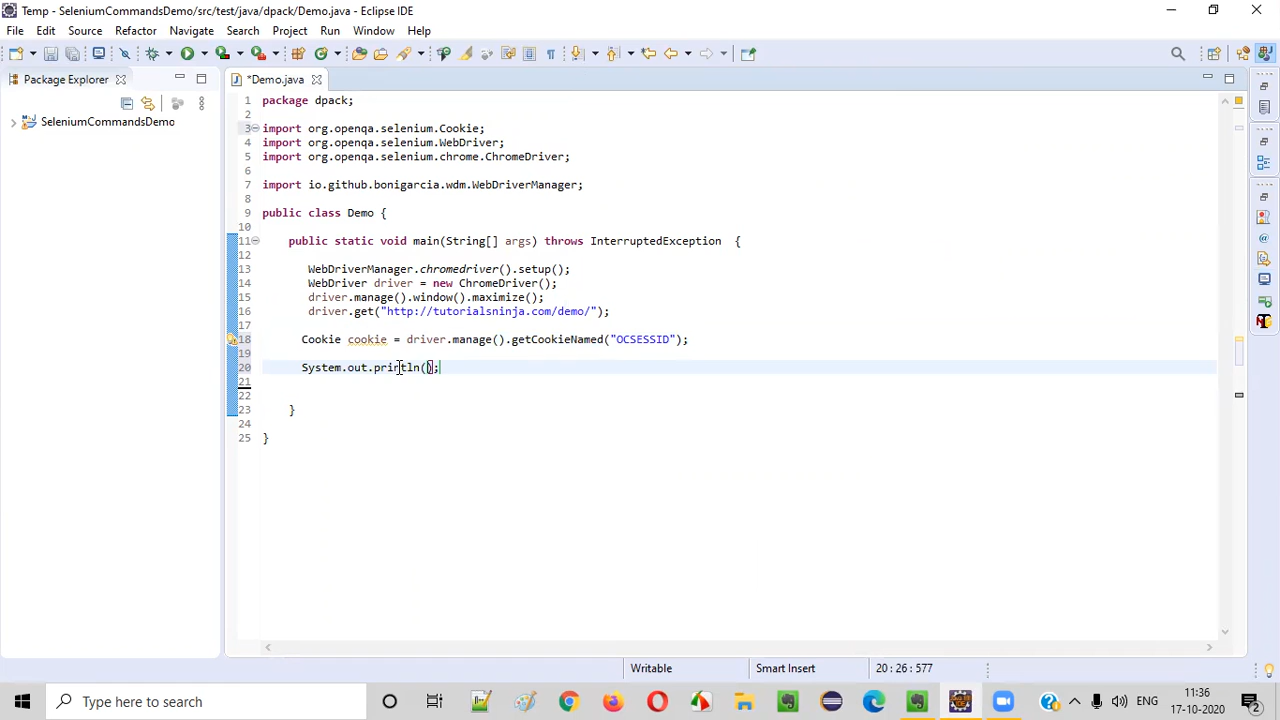 Temp - SeleniumCommandsDemo/src/test/java/dpack/Demo.java - Eclipse IDE
File Edit Source Refactor Navigate Search Project Run Window Help
Package Explorer
*Demo.java
SeleniumCommandsDemo
1 package dpack;
2
3 import org.openqa.selenium.Cookie;
4 import org.openqa.selenium.WebDriver;
5 import org.openqa.selenium.chrome.ChromeDriver;
6
7 import io.github.bonigarcia.wdm.WebDriverManager;
8
9 public class Demo {
10
11 public static void main(String[] args) throws InterruptedException {
12
13 WebDriverManager.chromedriver().setup();
14 WebDriver driver = new ChromeDriver();
15 driver.manage().window().maximize();
16 driver.get("http://tutorialsninja.com/demo/");
17
18 Cookie cookie = driver.manage().getCookieNamed("OCSESSID");
19
20 System.out.println();
21
22
23 }
24
25 }
Writable Smart Insert 20 : 26 : 577
Type here to search
ENG
11:36
17-10-2020
2